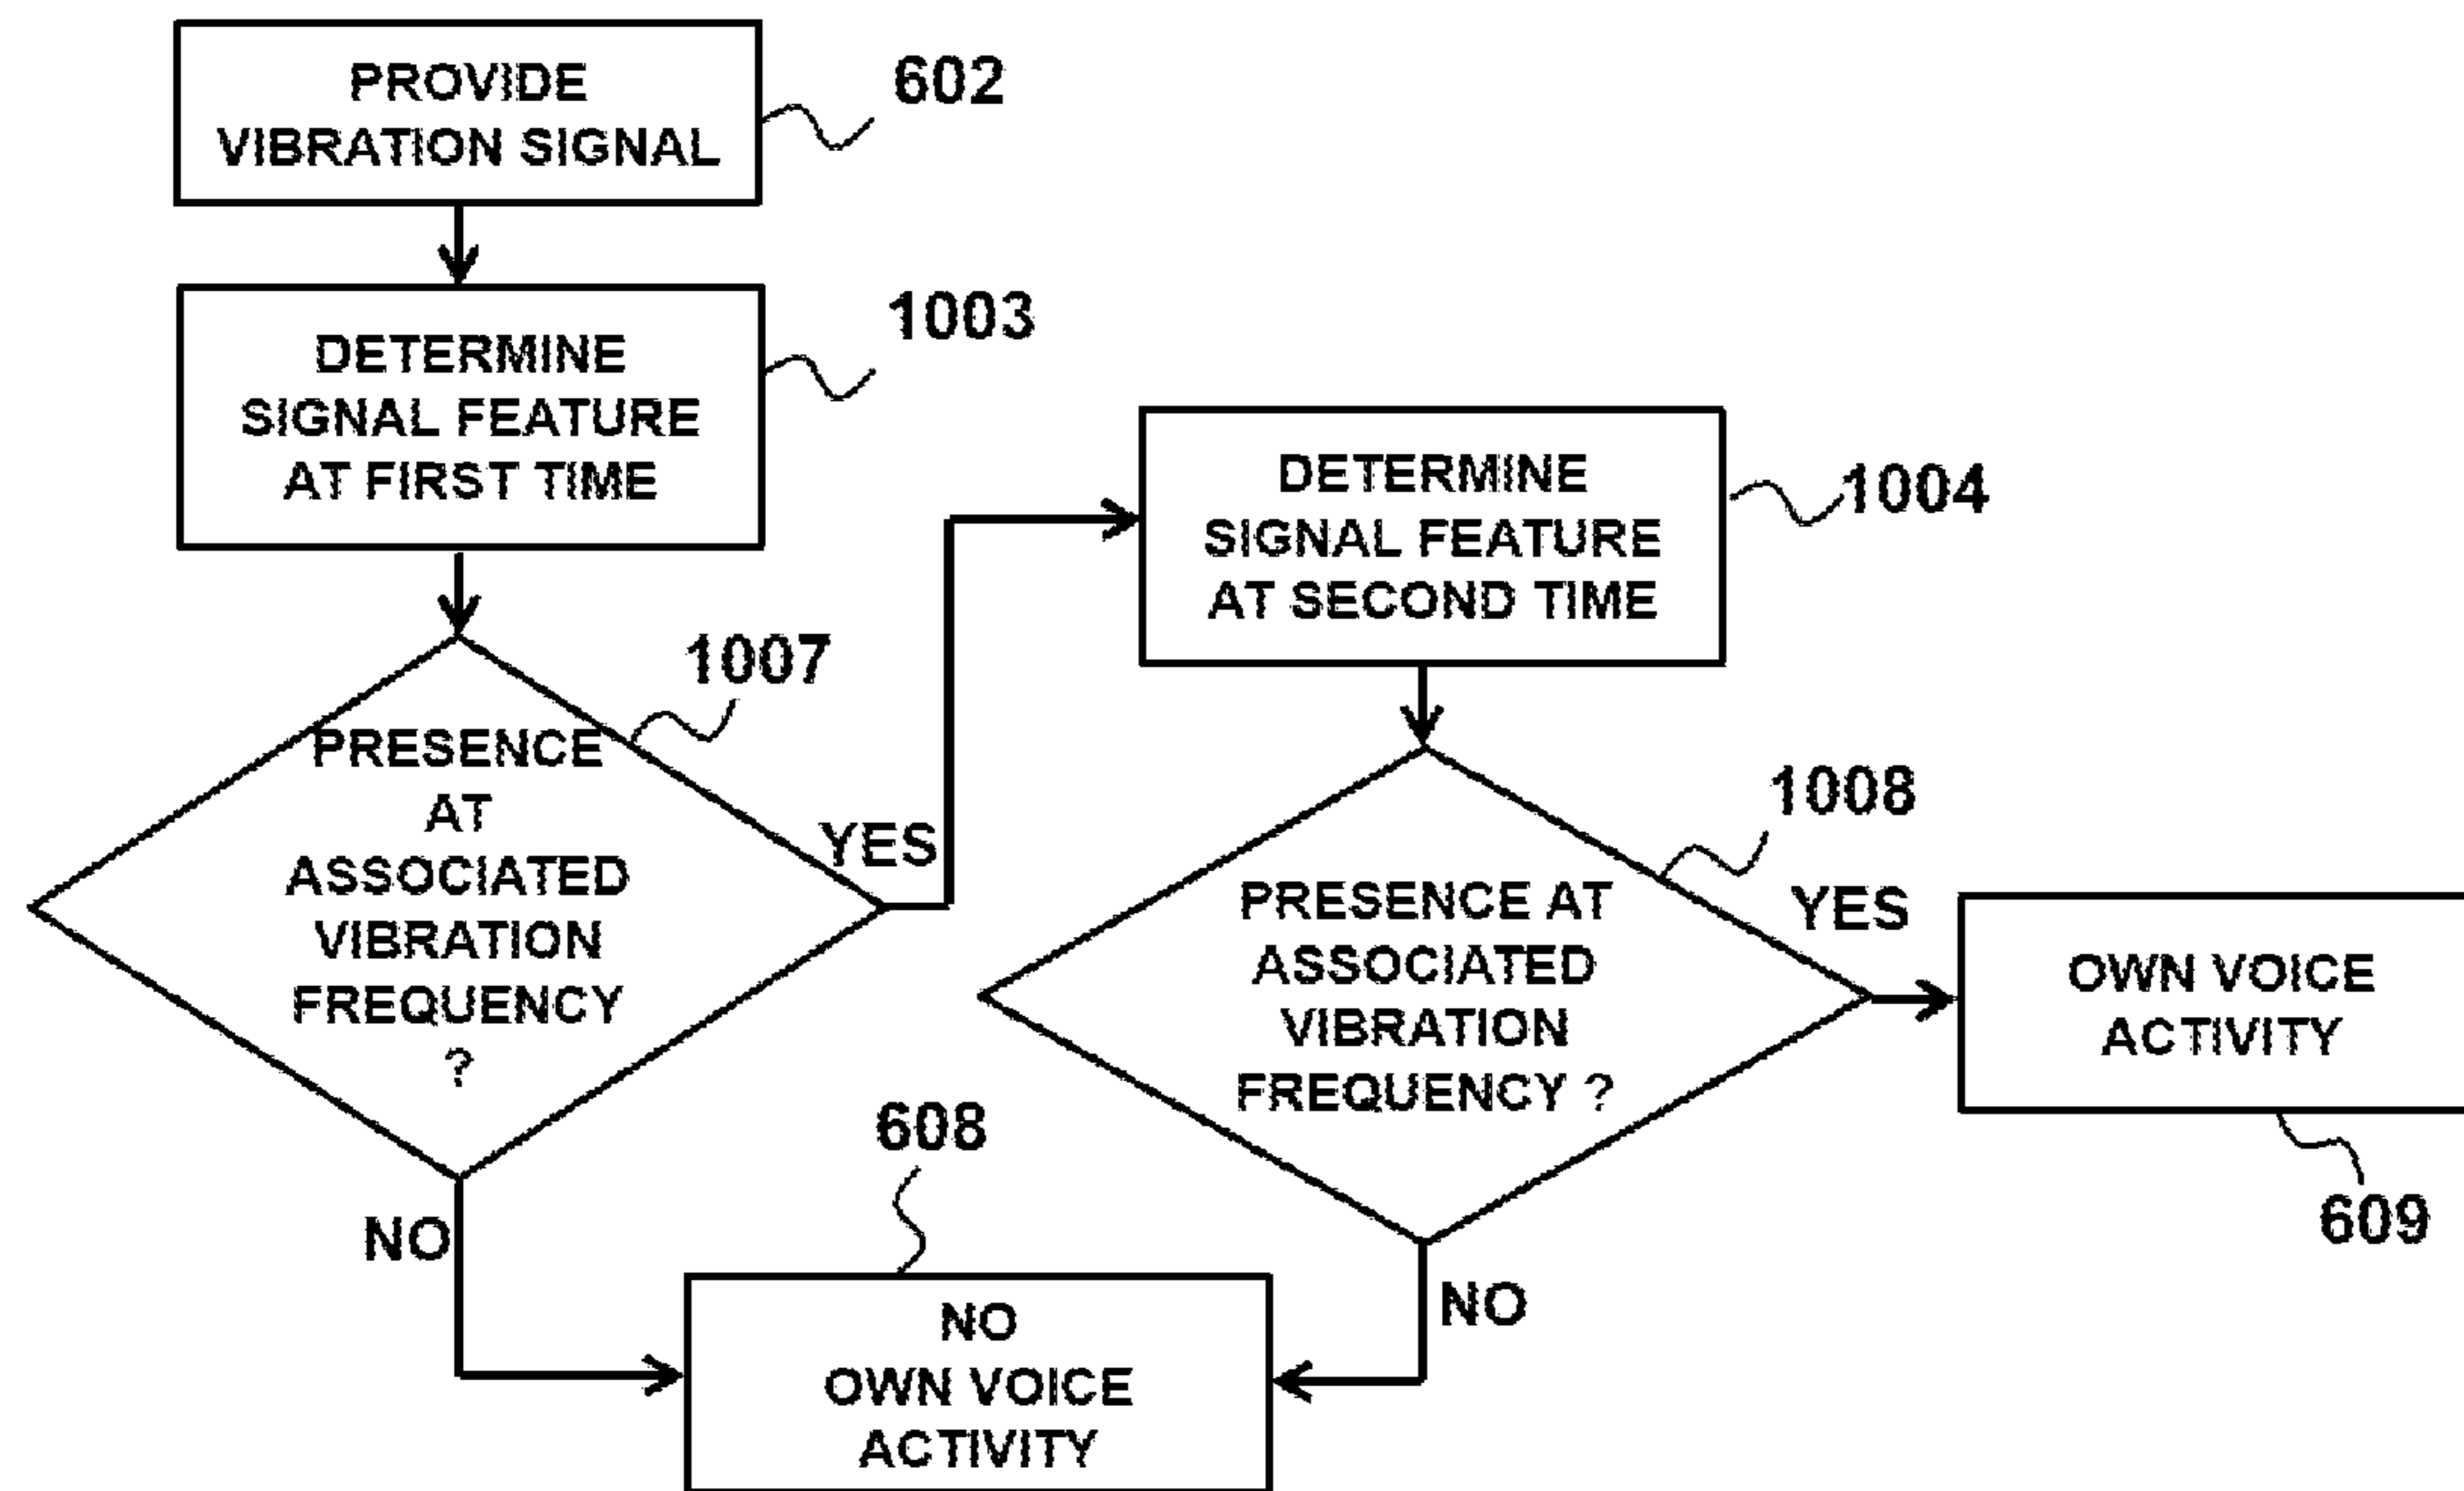 PROVIDE
VIBRATION SIGNAL
602
DETERMINE
SIGNAL FEATURE
AT FIRST TIME
1003
PRESENCE
AT
ASSOCIATED
VIBRATION
FREQUENCY
?
1007
YES
NO
DETERMINE
SIGNAL FEATURE
AT SECOND TIME
1004
PRESENCE AT
ASSOCIATED
VIBRATION
FREQUENCY ?
1008
YES
NO
OWN VOICE
ACTIVITY
609
608
NO
OWN VOICE
ACTIVITY